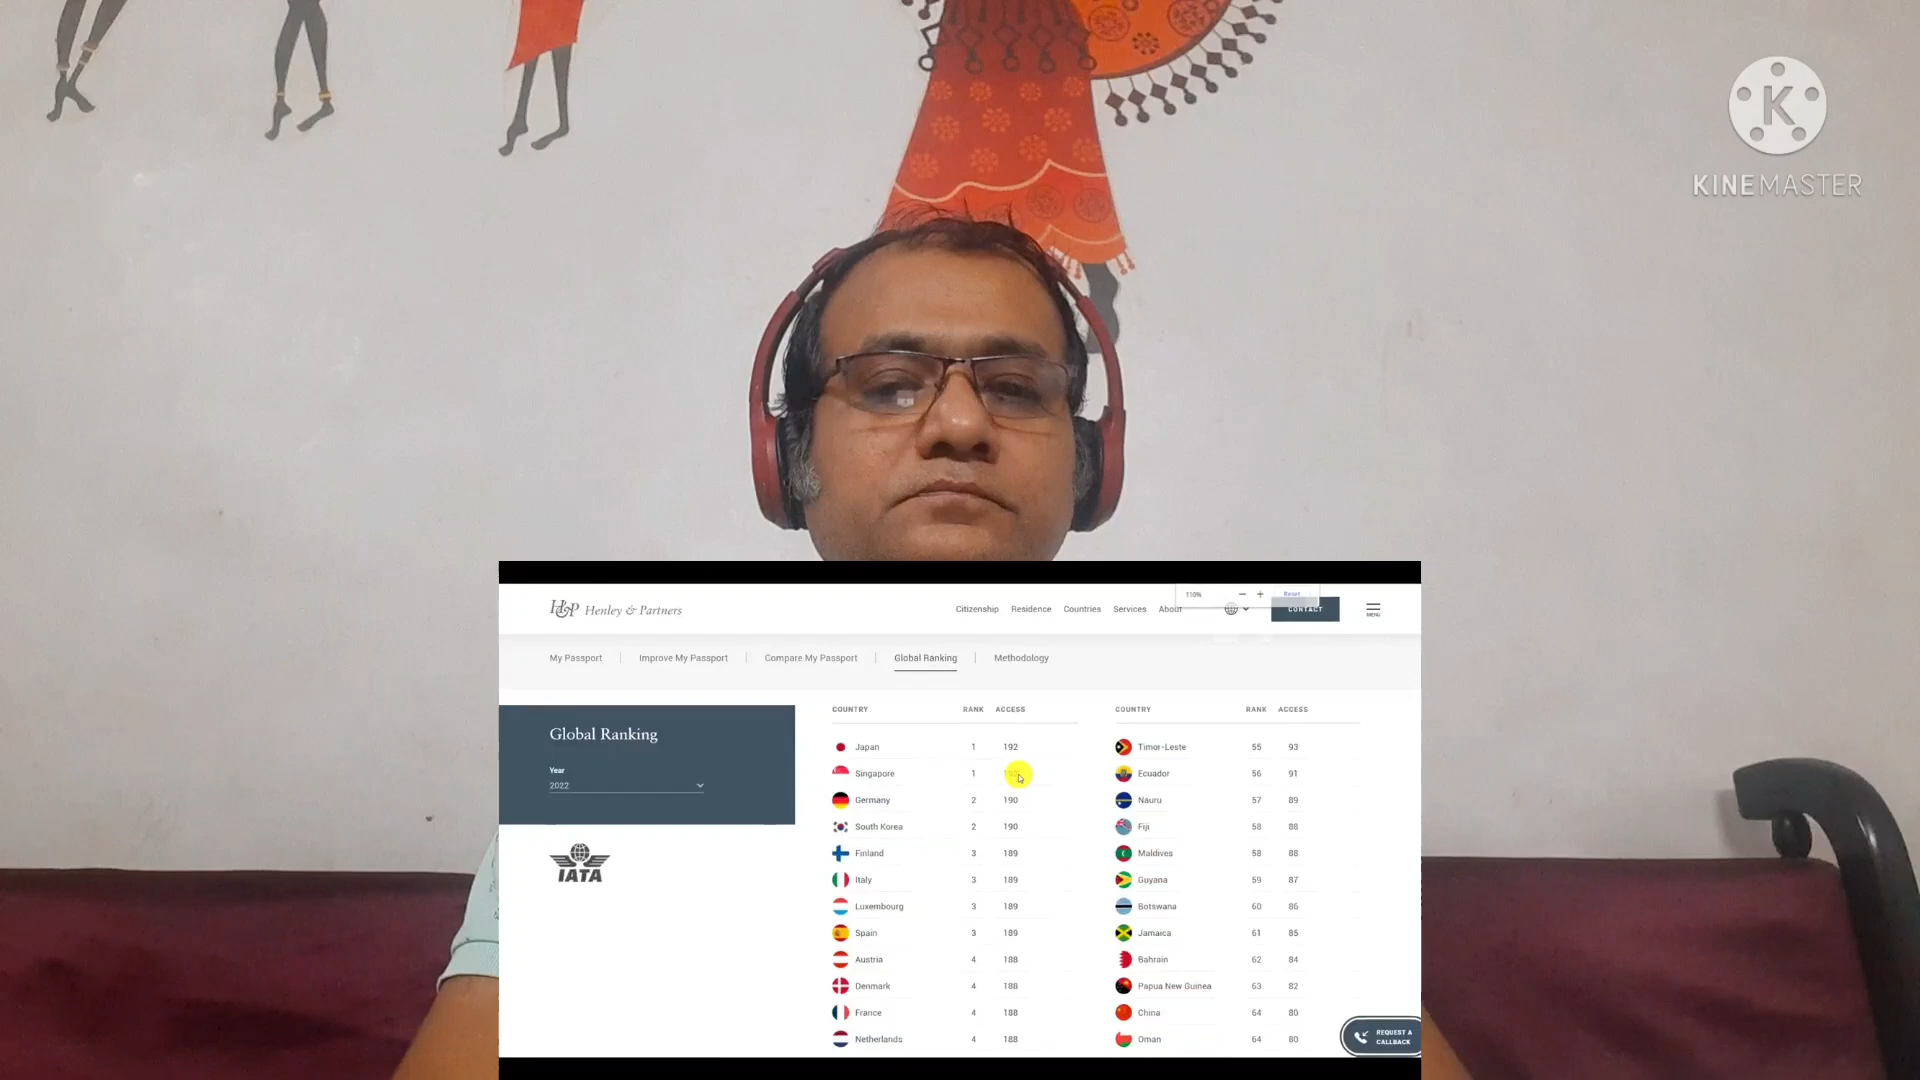 K
KINEMASTER
H&P Henley & Partners
Citizenship Residence Countries Services About
110% − + Reset
CONTACT
MENU
My Passport | Improve My Passport | Compare My Passport | Global Ranking | Methodology
Global Ranking
Year
2022
IATA
COUNTRY RANK ACCESS
Japan 1 192
Singapore 1
Germany 2 190
South Korea 2 190
Finland 3 189
Italy 3 189
Luxembourg 3 189
Spain 3 189
Austria 4 188
Denmark 4 188
France 4 188
Netherlands 4 188
COUNTRY RANK ACCESS
Timor-Leste 55 93
Ecuador 56 91
Nauru 57 89
Fiji 58 88
Maldives 58 88
Guyana 59 87
Botswana 60 86
Jamaica 61 85
Bahrain 62 84
Papua New Guinea 63 82
China 64 80
Oman 64 80
REQUEST A
CALLBACK